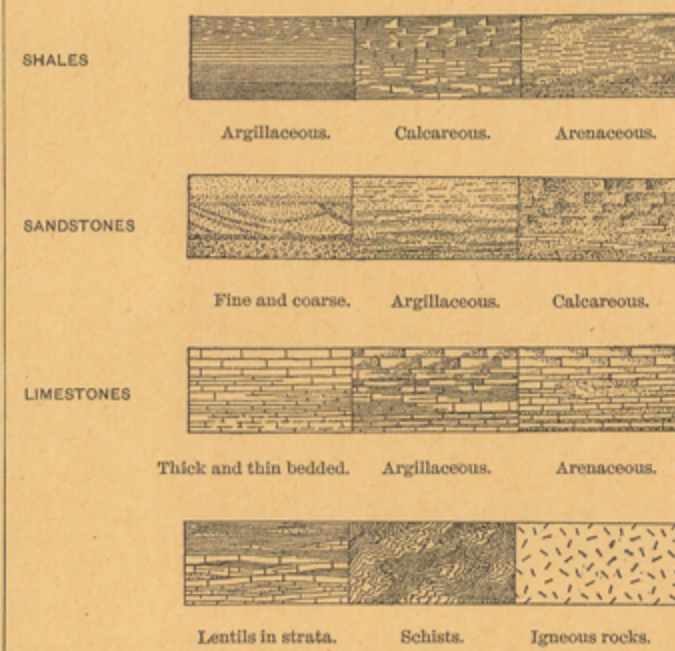 SHALES
Argillaceous. Calcareous. Arenaceous.
SANDSTONES
Fine and coarse. Argillaceous. Calcareous.
LIMESTONES
Thick and thin bedded. Argillaceous. Arenaceous.
Lentils in strata. Schists. Igneous rocks.